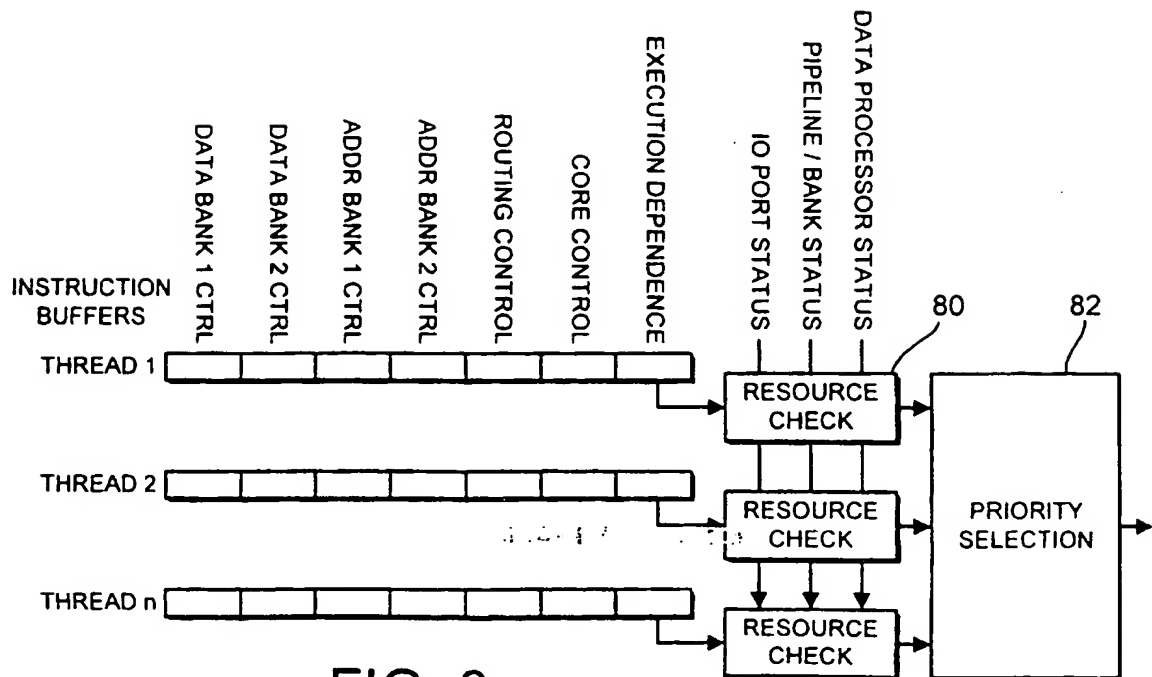 DATA BANK 1 CTRL
DATA BANK 2 CTRL
ADDR BANK 1 CTRL
ADDR BANK 2 CTRL
ROUTING CONTROL
CORE CONTROL
EXECUTION DEPENDENCE
IO PORT STATUS
PIPELINE / BANK STATUS
DATA PROCESSOR STATUS
INSTRUCTION
BUFFERS
THREAD 1
80
82
RESOURCE
CHECK
THREAD 2
RESOURCE
CHECK
PRIORITY
SELECTION
THREAD n
RESOURCE
CHECK